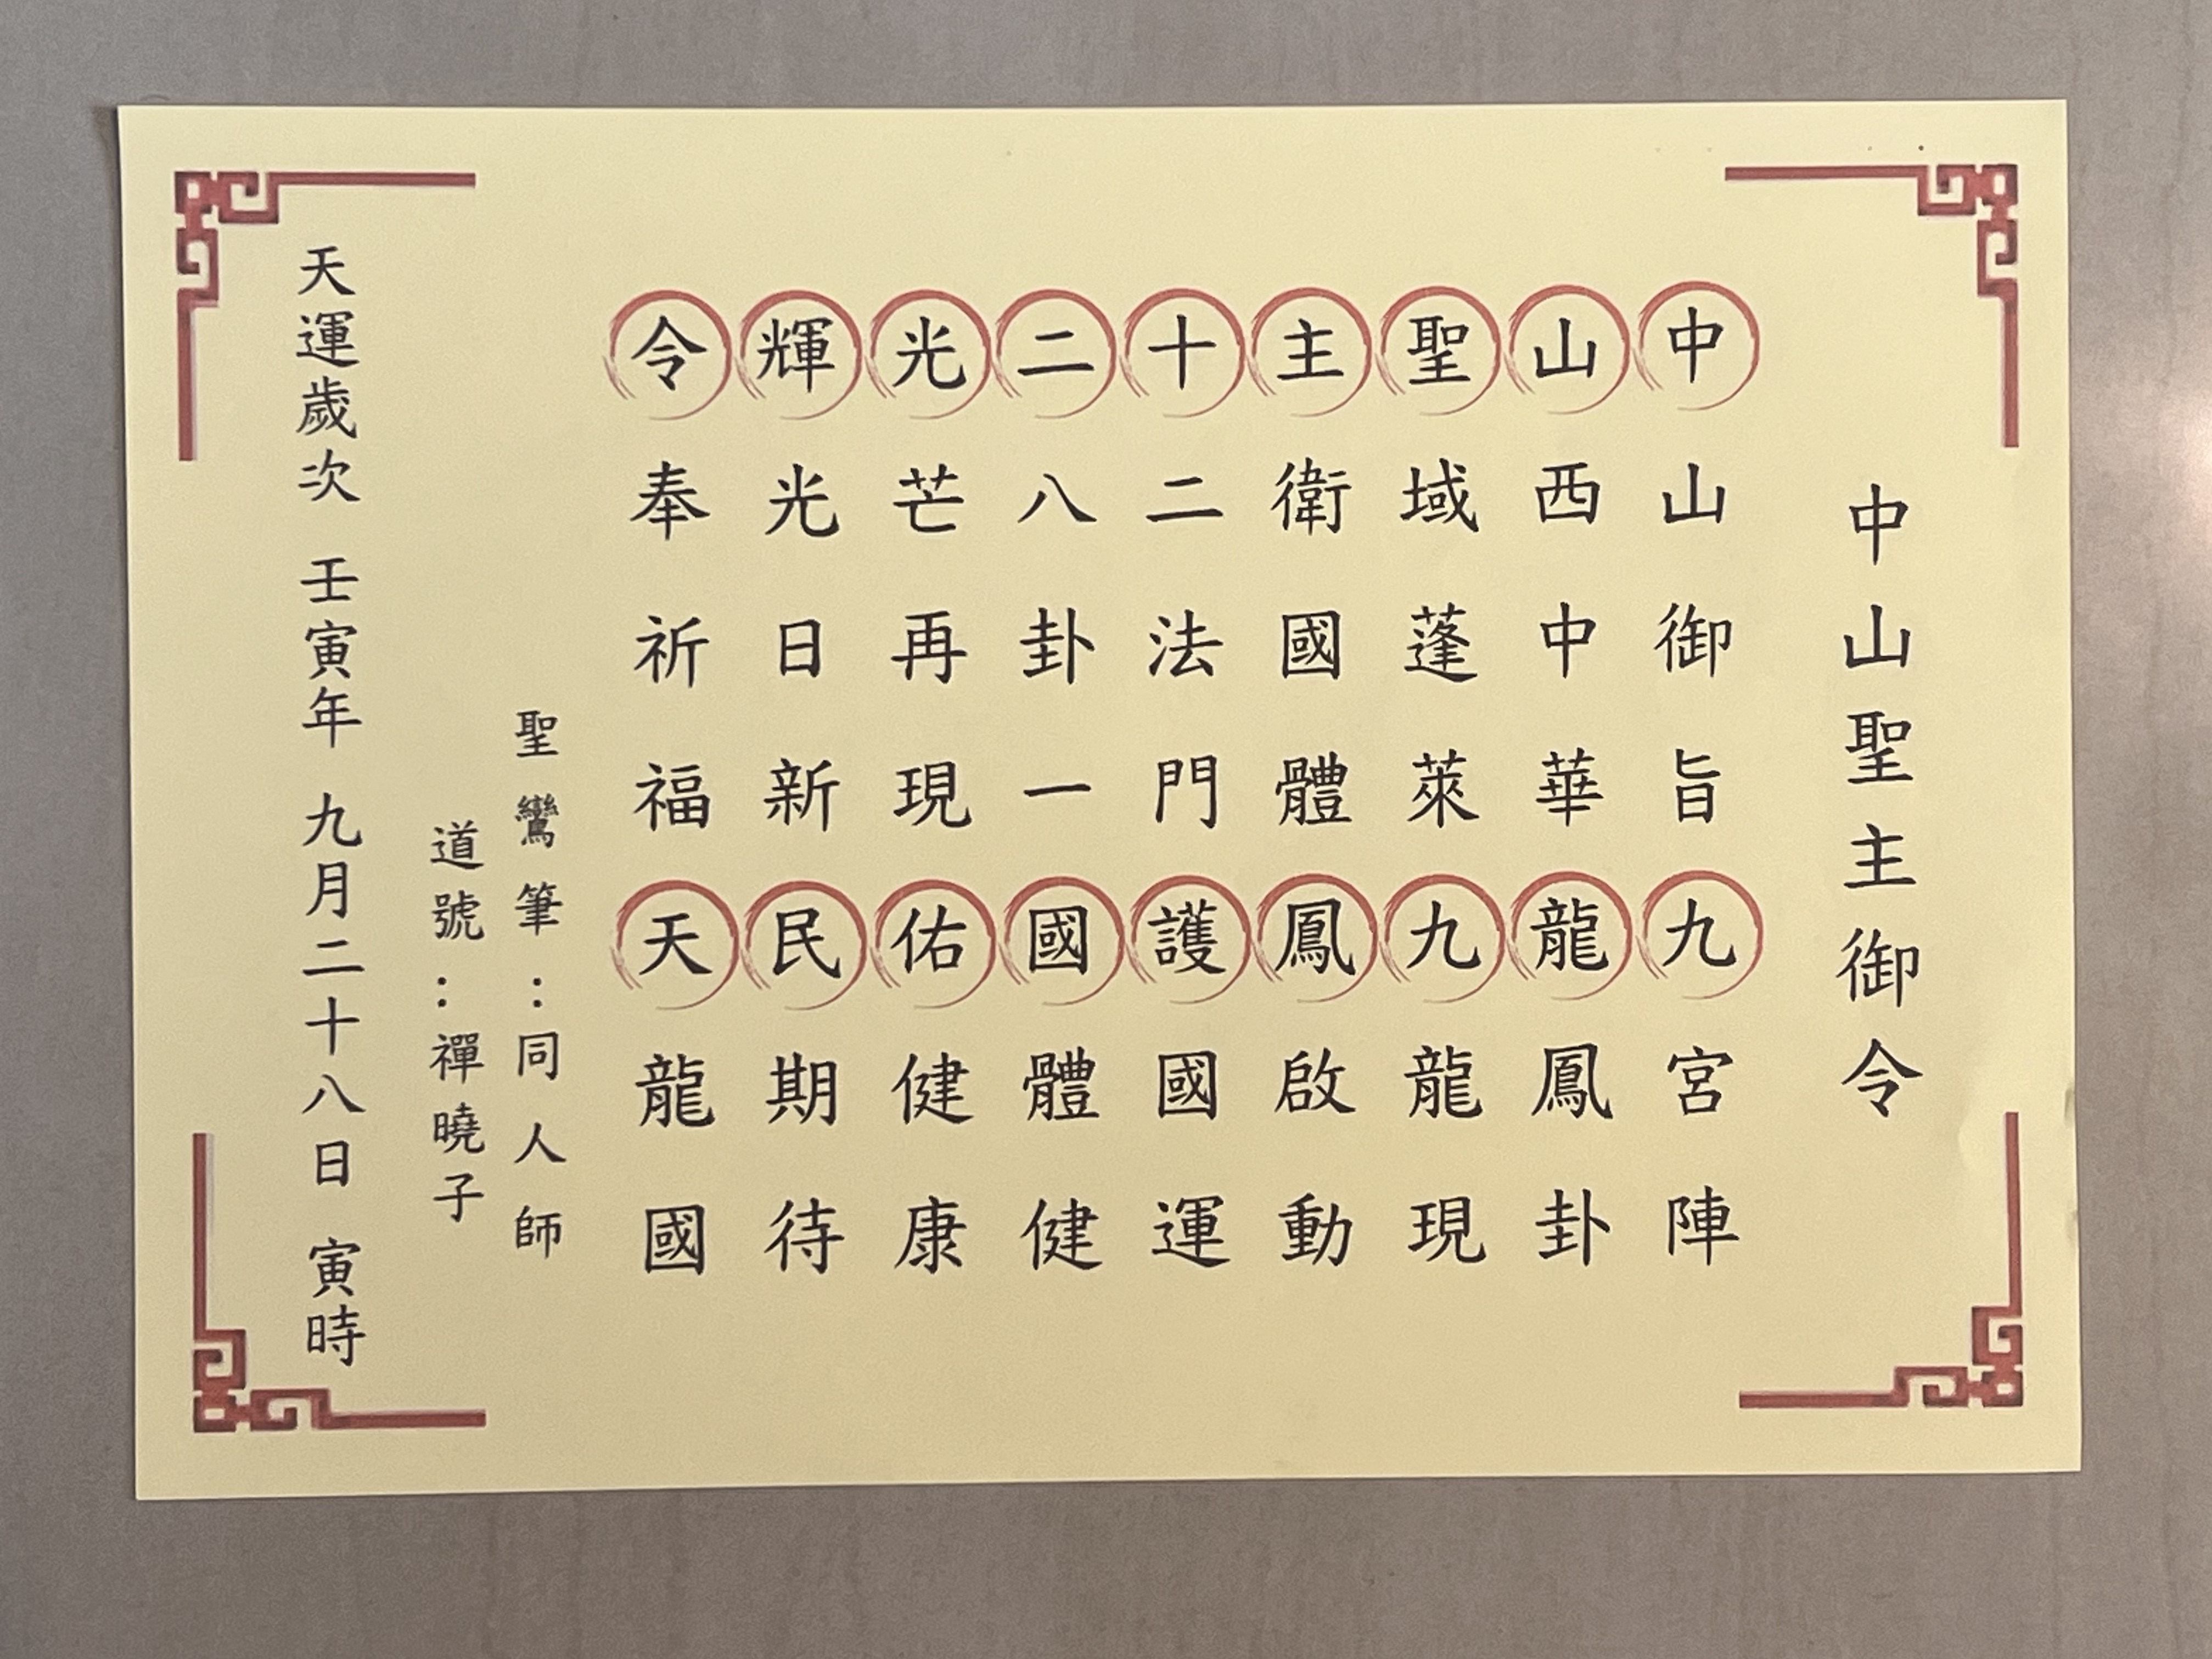 中山聖主御令
中山御旨九宮陣
山西中華龍鳳卦
聖域蓬萊九龍現
主衛國體鳳啟動
十二法門護國運
二八卦一國體健
光芒再現佑健康
輝光日新民期待
令奉祈福天龍國
聖鸞筆：同人師
道號：禪曉子
天運歲次 壬寅年 九月二十八日 寅時